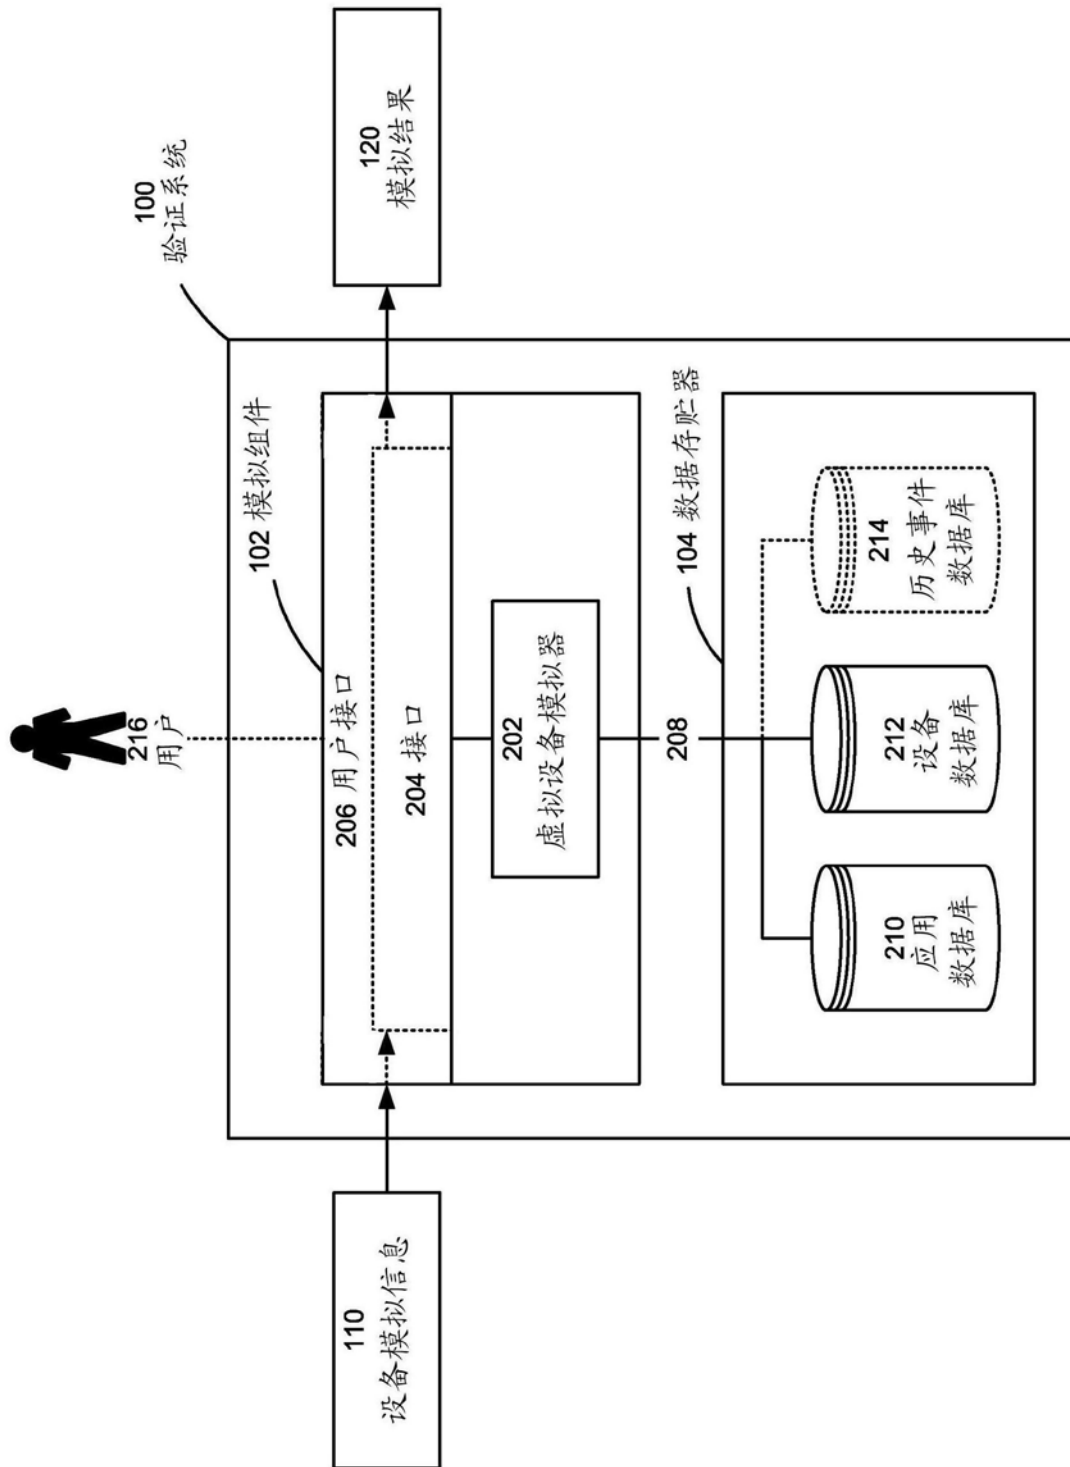 100
验证系统
216
用户
102 模拟组件
206 用户接口
204 接口
110
设备模拟信息
120
模拟结果
202
虚拟设备模拟器
208
104 数据存贮器
210
应用
数据库
212
设备
数据库
214
历史事件
数据库